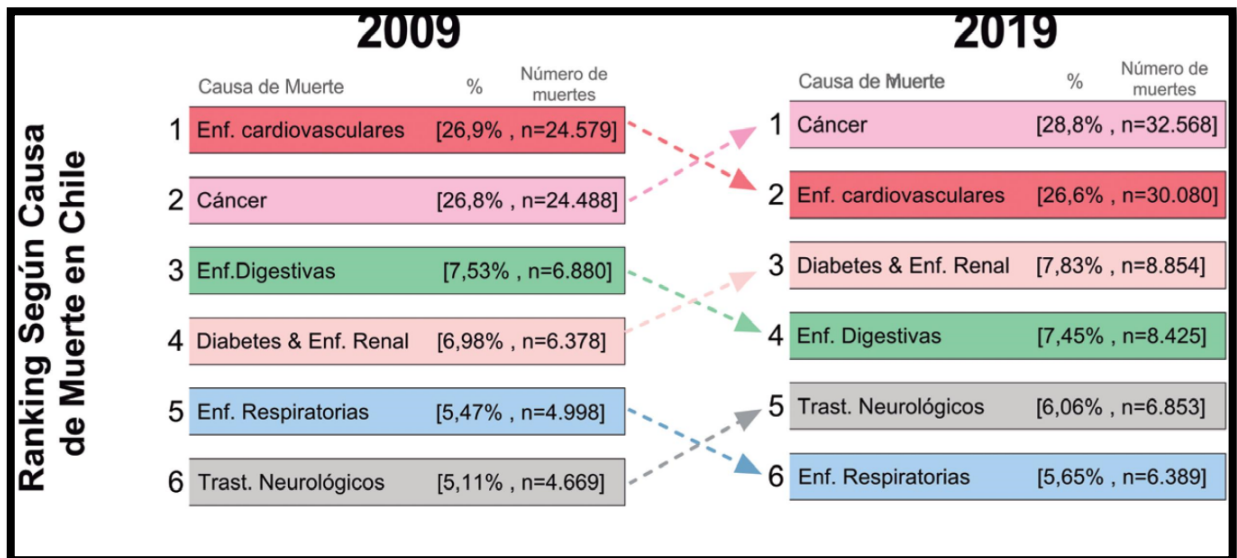 Ranking Según Causa
de Muerte en Chile
2009
Causa de Muerte % Número de
muertes
1 Enf. cardiovasculares [26,9% , n=24.579]
2 Cáncer [26,8% , n=24.488]
3 Enf.Digestivas [7,53% , n=6.880]
4 Diabetes & Enf. Renal [6,98% , n=6.378]
5 Enf. Respiratorias [5,47% , n=4.998]
6 Trast. Neurológicos [5,11% , n=4.669]
2019
Causa de Muerte % Número de
muertes
1 Cáncer [28,8% , n=32.568]
2 Enf. cardiovasculares [26,6% , n=30.080]
3 Diabetes & Enf. Renal [7,83% , n=8.854]
4 Enf. Digestivas [7,45% , n=8.425]
5 Trast. Neurológicos [6,06% , n=6.853]
6 Enf. Respiratorias [5,65% , n=6.389]